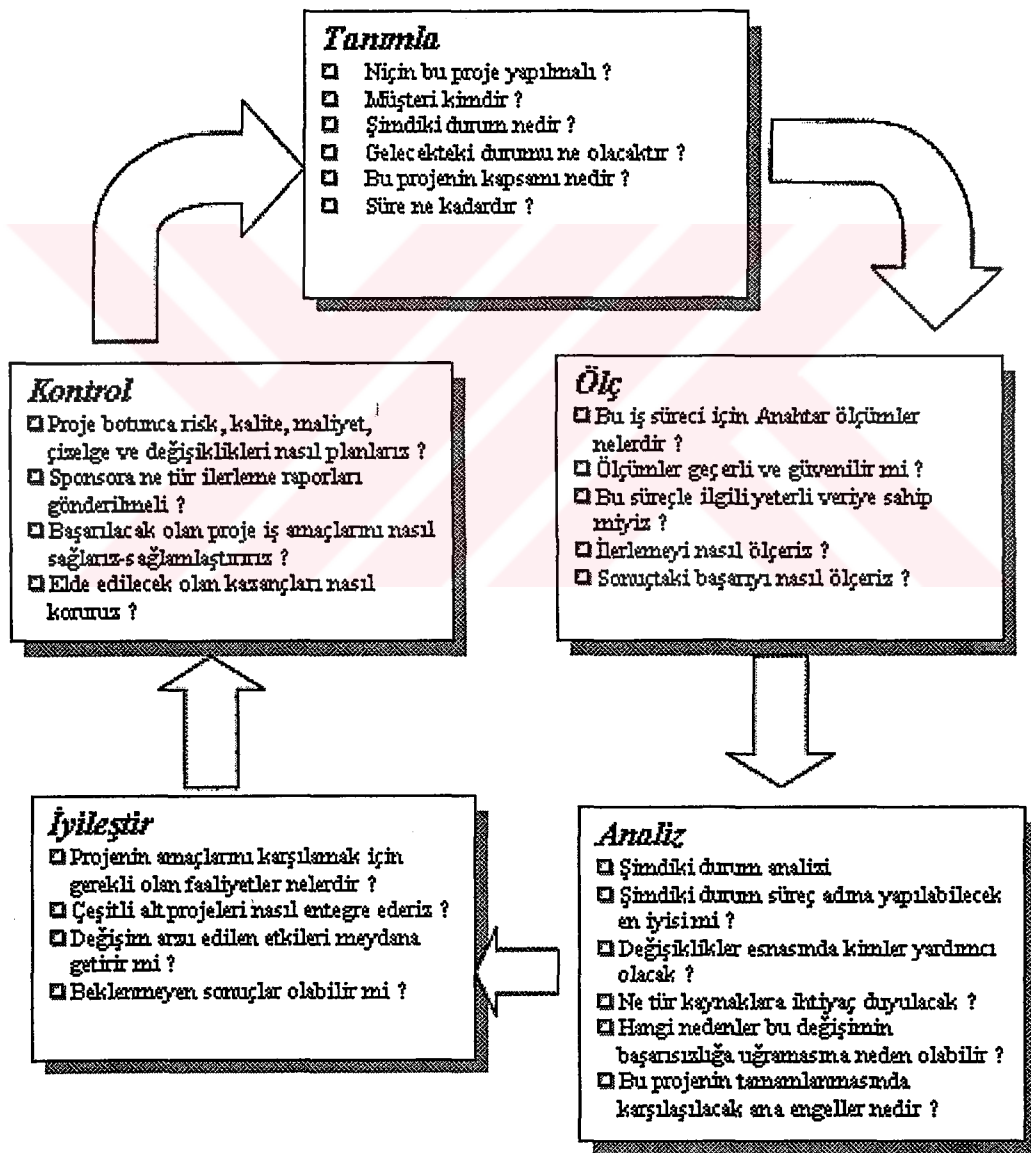 Tanımla
Niçin bu proje yapılmalı ?
Müşteri kimdir ?
Şimdiki durum nedir ?
Gelecekteki durumu ne olacaktır ?
Bu projenin kapsamı nedir ?
Süre ne kadardır ?
Ölç
Bu iş süreci için Anahtar ölçümler
nelerdir ?
Ölçümler geçerli ve güvenilir mi ?
Bu süreçle ilgili yeterli veriye sahip
miyiz ?
İlerlemeyi nasıl ölçeriz ?
Sonuçtaki başarıyı nasıl ölçeriz ?
Analiz
Şimdiki durum analizi
Şimdiki durum süreç adına yapılabilecek
en iyisi mi ?
Değişiklikler esnasında kimler yardımcı
olacak ?
Ne tür kaynaklara ihtiyaç duyulacak ?
Hangi nedenler bu değişimin
başarısızlığa uğramasına neden olabilir ?
Bu projenin tamamlanmasında
karşılaşılacak ana engeller nedir ?
İyileştir
Projenin amaçlarını karşılamak için
gerekli olan faaliyetler nelerdir ?
Çeşitli alt projeleri nasıl entegre ederiz ?
Değişim arzu edilen etkileri meydana
getirir mi ?
Beklenmeyen sonuçlar olabilir mi ?
Kontrol
Proje botunca risk, kalite, maliyet,
çizelge ve değişiklikleri nasıl planlarız ?
Sponsora ne tür ilerleme raporları
gönderilmeli ?
Başarılacak olan proje iş amaçlarını nasıl
sağlarız-sağlamlaştırırız ?
Elde edilecek olan kazançları nasıl
koruruz ?